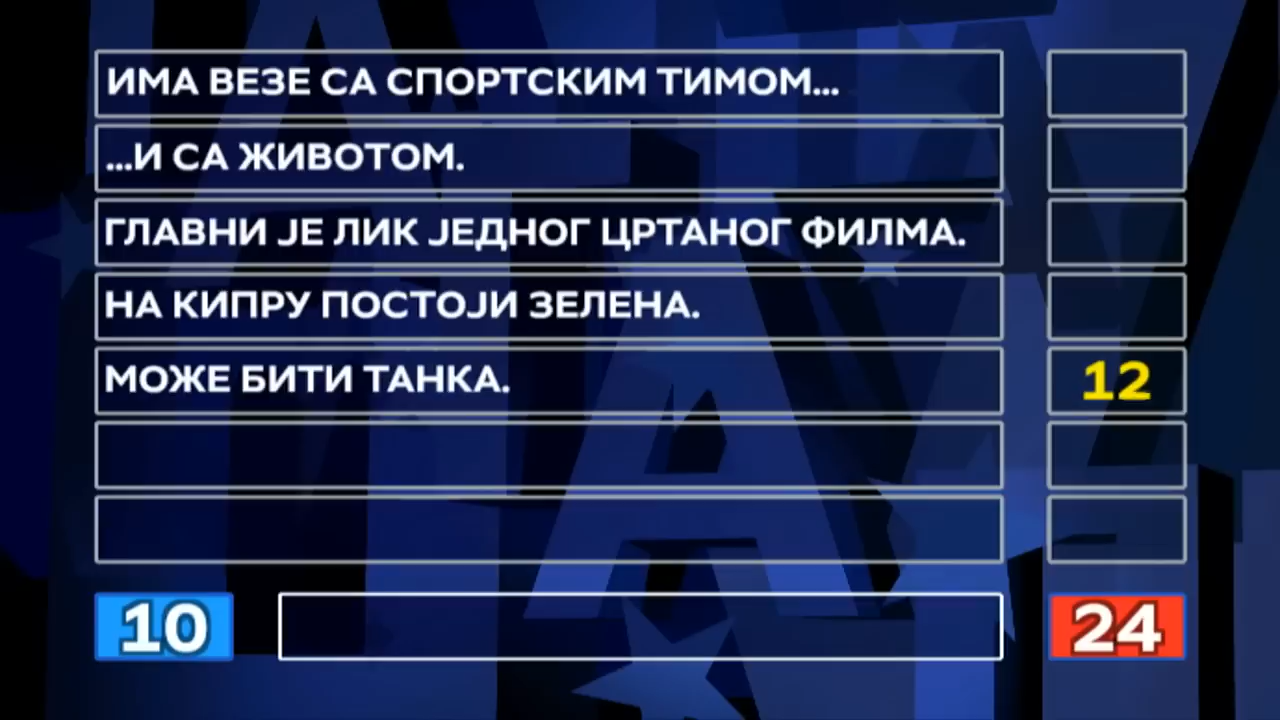 ИМА ВЕЗЕ СА СПОРТСКИМ ТИМОМ...
...И СА ЖИВОТОМ.
ГЛАВНИ ЈЕ ЛИК ЈЕДНОГ ЦРТАНОГ ФИЛМА.
НА КИПРУ ПОСТОЈИ ЗЕЛЕНА.
МОЖЕ БИТИ ТАНКА. 12
10 24